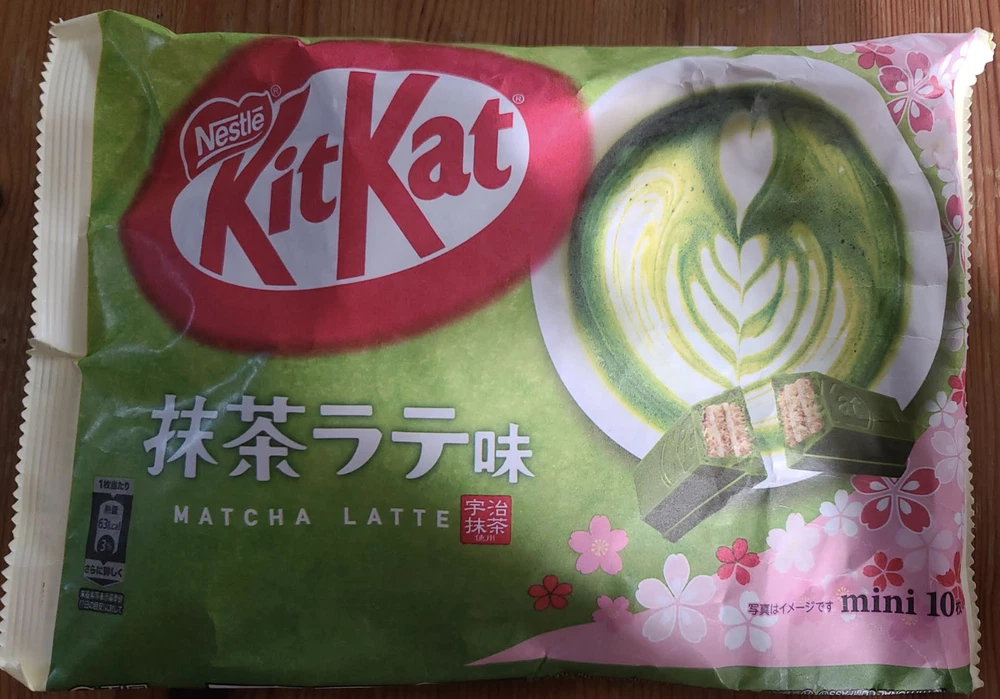 Nestlé®
KitKat®
抹茶ラテ味
MATCHA LATTE
宇治
抹茶
使用
1枚当たり
熱量
63kcal
3%
さらに詳しく
写真はイメージです
mini 10枚